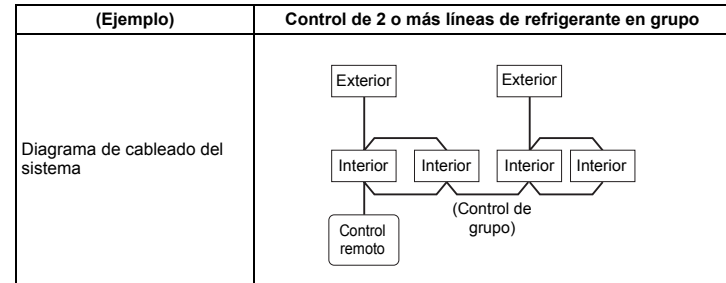 (Ejemplo)
Control de 2 o más líneas de refrigerante en grupo
Diagrama de cableado del
sistema
Exterior
Exterior
Interior
Interior
Interior
Interior
(Control de
grupo)
Control
remoto